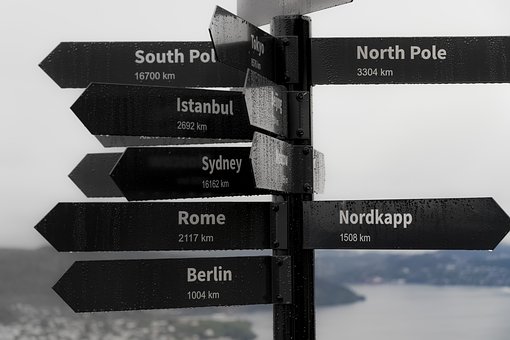 South Pol
16700 km
Tokyo
North Pole
3304 km
Istanbul
2692 km
Sydney
16162 km
Rome
2117 km
Nordkapp
1508 km
Berlin
1004 km